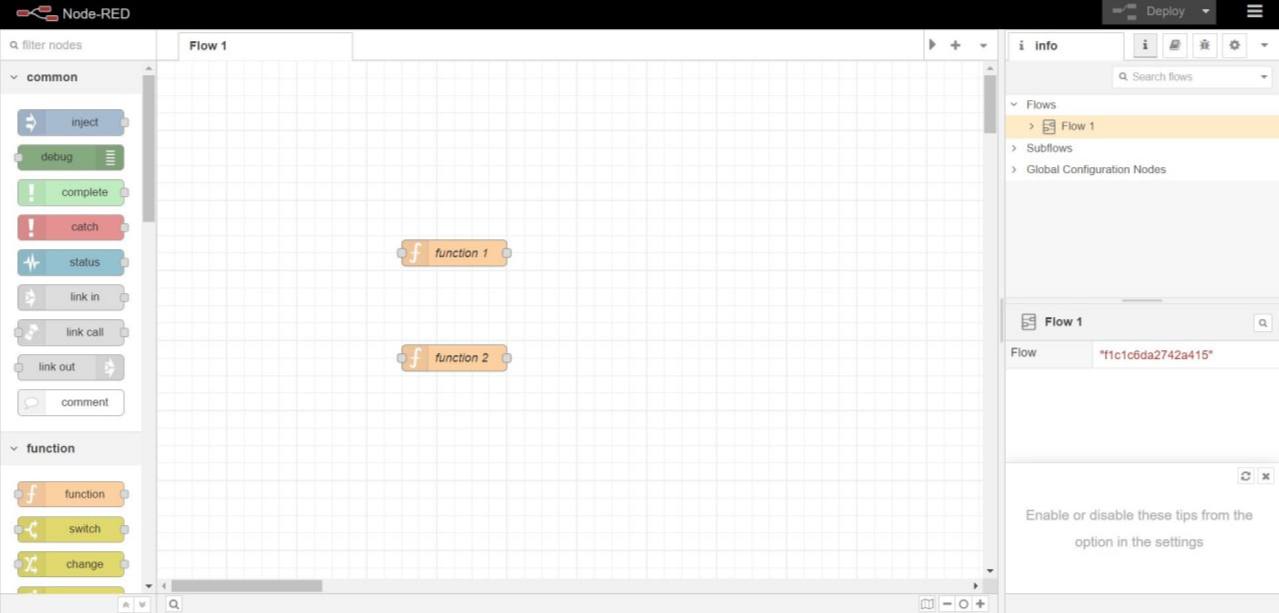 Node-RED
Deploy
filter nodes
Flow 1
i info
i
Search flows
common
inject
debug
complete
catch
status
link in
link call
link out
comment
function
function
switch
change
function 1
function 2
Flows
Flow 1
Subflows
Global Configuration Nodes
Flow 1
Flow "f1c1c6da2742a415"
Enable or disable these tips from the
option in the settings